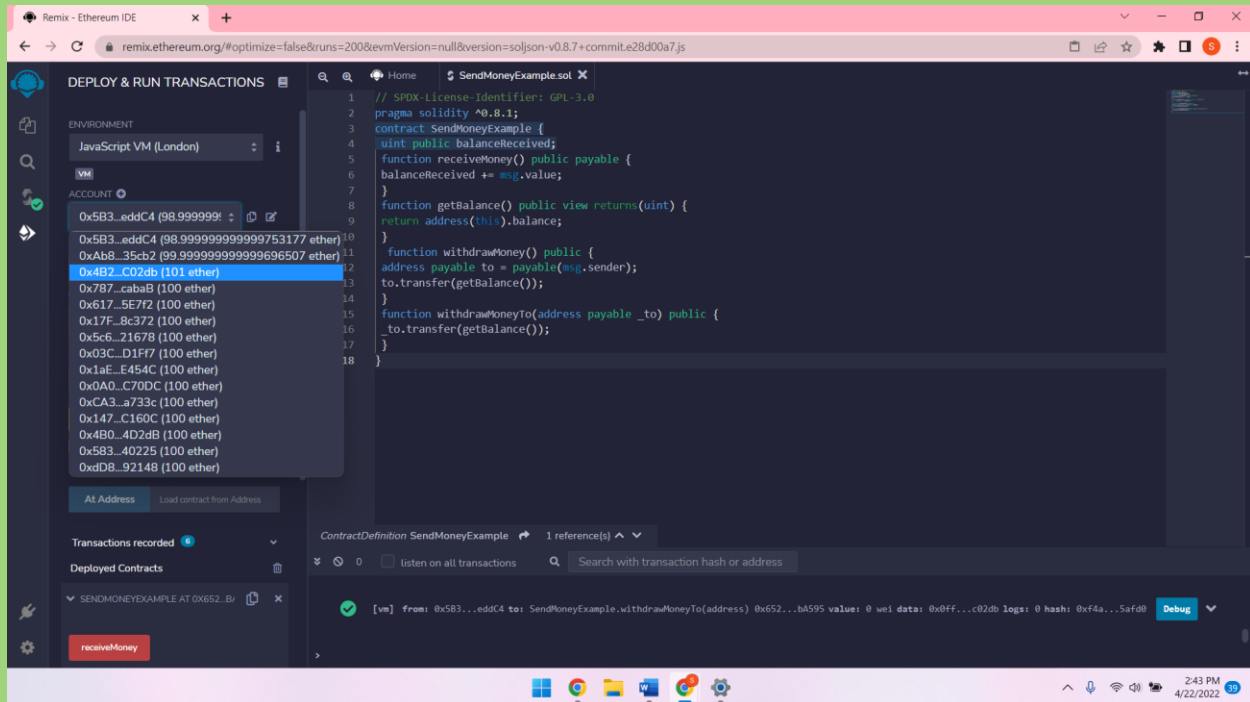 Remix - Ethereum IDE
remix.ethereum.org/#optimize=false&runs=200&evmVersion=null&version=soljson-v0.8.7+commit.e28d00a7.js
S
DEPLOY & RUN TRANSACTIONS
ENVIRONMENT
JavaScript VM (London)
VM
ACCOUNT
0x5B3...eddC4 (98.9999999
0x5B3...eddC4 (98.999999999999753177 ether)
0xAb8...35cb2 (99.999999999999696507 ether)
0x4B2...C02db (101 ether)
0x787...cabaB (100 ether)
0x617...5E7f2 (100 ether)
0x17F...8c372 (100 ether)
0x5c6...21678 (100 ether)
0x03C...D1Ff7 (100 ether)
0x1aE...E454C (100 ether)
0x0A0...C70DC (100 ether)
0xCA3...a733c (100 ether)
0x147...C160C (100 ether)
0x4B0...4D2dB (100 ether)
0x583...40225 (100 ether)
0xdD8...92148 (100 ether)
At Address Load contract from Address
Transactions recorded 6
Deployed Contracts
SENDMONEYEXAMPLE AT 0X652...BA
receiveMoney
Home SendMoneyExample.sol
1 // SPDX-License-Identifier: GPL-3.0
2 pragma solidity ^0.8.1;
3 contract SendMoneyExample {
4 uint public balanceReceived;
5 function receiveMoney() public payable {
6 balanceReceived += msg.value;
7 }
8 function getBalance() public view returns(uint) {
9 return address(this).balance;
10 }
11 function withdrawMoney() public {
12 address payable to = payable(msg.sender);
13 to.transfer(getBalance());
14 }
15 function withdrawMoneyTo(address payable _to) public {
16 _to.transfer(getBalance());
17 }
18 }
ContractDefinition SendMoneyExample 1 reference(s)
0 listen on all transactions Search with transaction hash or address
[vm] from: 0x5B3...eddC4 to: SendMoneyExample.withdrawMoneyTo(address) 0x652...bA595 value: 0 wei data: 0x0ff...c02db logs: 0 hash: 0xf4a...5afd0 Debug
>
2:43 PM
4/22/2022 39